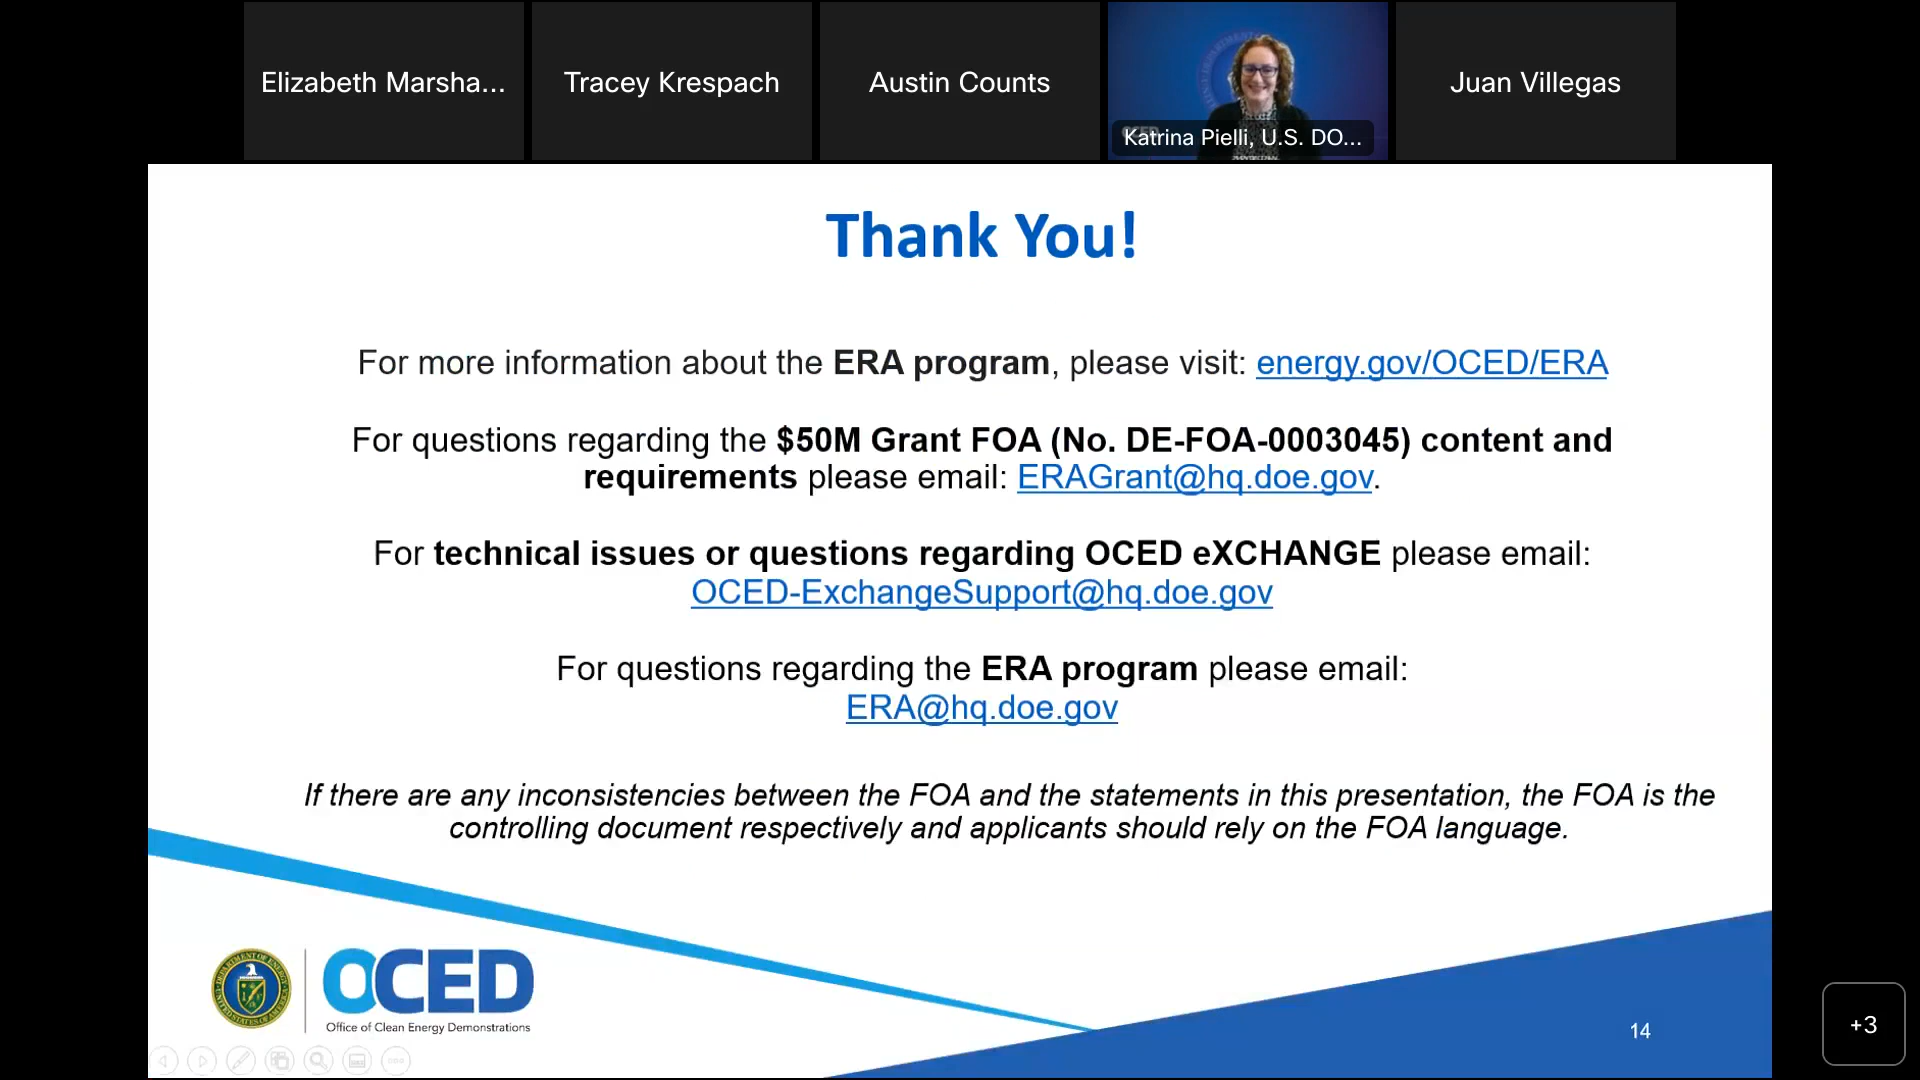 Elizabeth Marsha...
Tracey Krespach
Austin Counts
Katrina Pielli, U.S. DO...
Juan Villegas
Thank You!
For more information about the ERA program, please visit: energy.gov/OCED/ERA
For questions regarding the $50M Grant FOA (No. DE-FOA-0003045) content and
requirements please email: ERAGrant@hq.doe.gov.
For technical issues or questions regarding OCED eXCHANGE please email:
OCED-ExchangeSupport@hq.doe.gov
For questions regarding the ERA program please email:
ERA@hq.doe.gov
If there are any inconsistencies between the FOA and the statements in this presentation, the FOA is the
controlling document respectively and applicants should rely on the FOA language.
OCED
Office of Clean Energy Demonstrations
14
+3